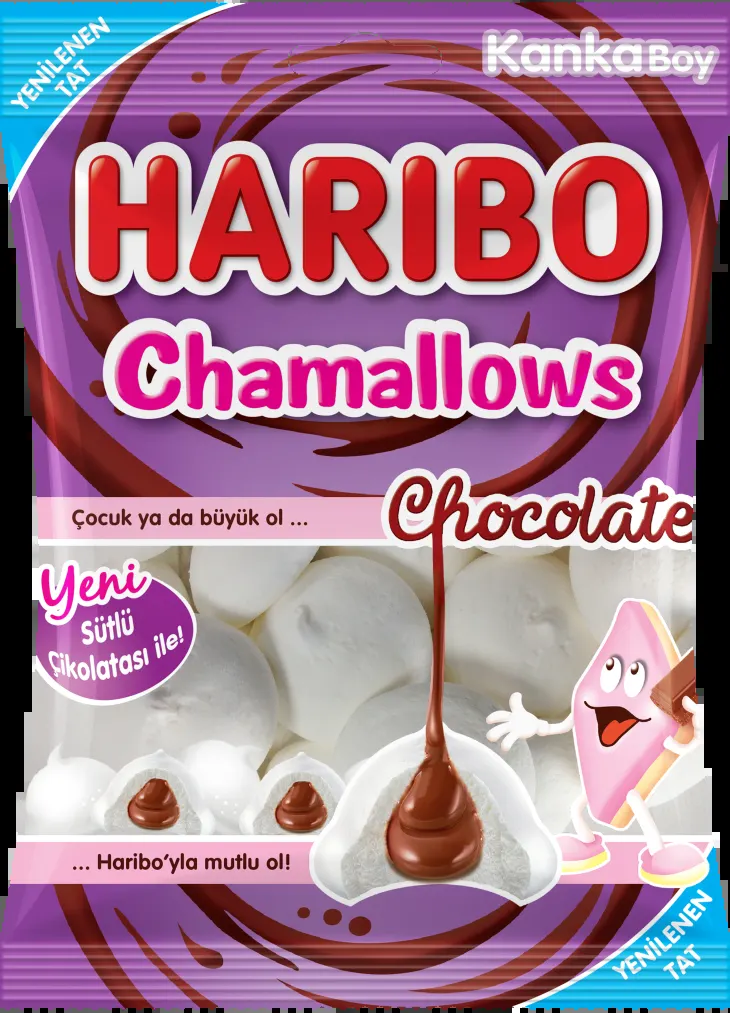 YENİLENEN
TAT
KankaBoy
HARIBO
Chamallows
Chocolate
Çocuk ya da büyük ol ...
Yeni
Sütlü
Çikolatası ile!
... Haribo'yla mutlu ol!
YENİLENEN
TAT